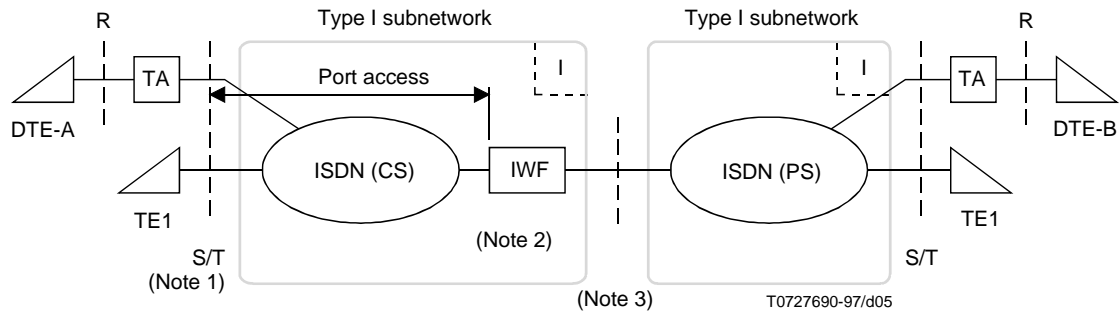 Type I subnetwork
Type I subnetwork
R
R
I
I
TA
Port access
TA
DTE-A
DTE-B
ISDN (CS)
IWF
ISDN (PS)
TE1
TE1
(Note 2)
S/T
(Note 1)
S/T
(Note 3)
T0727690-97/d05